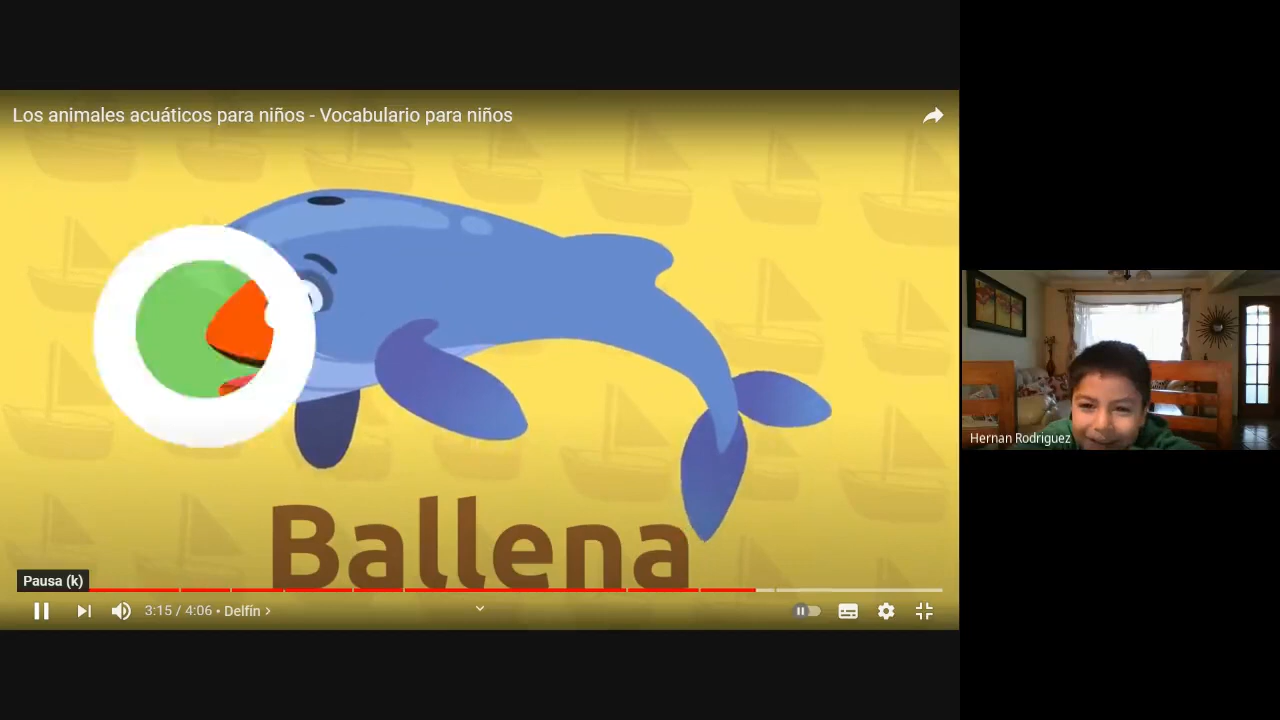 Los animales acuáticos para niños - Vocabulario para niños
Ballena
Pausa (k)
3:15 / 4:06 • Delfín >
Hernan Rodriguez